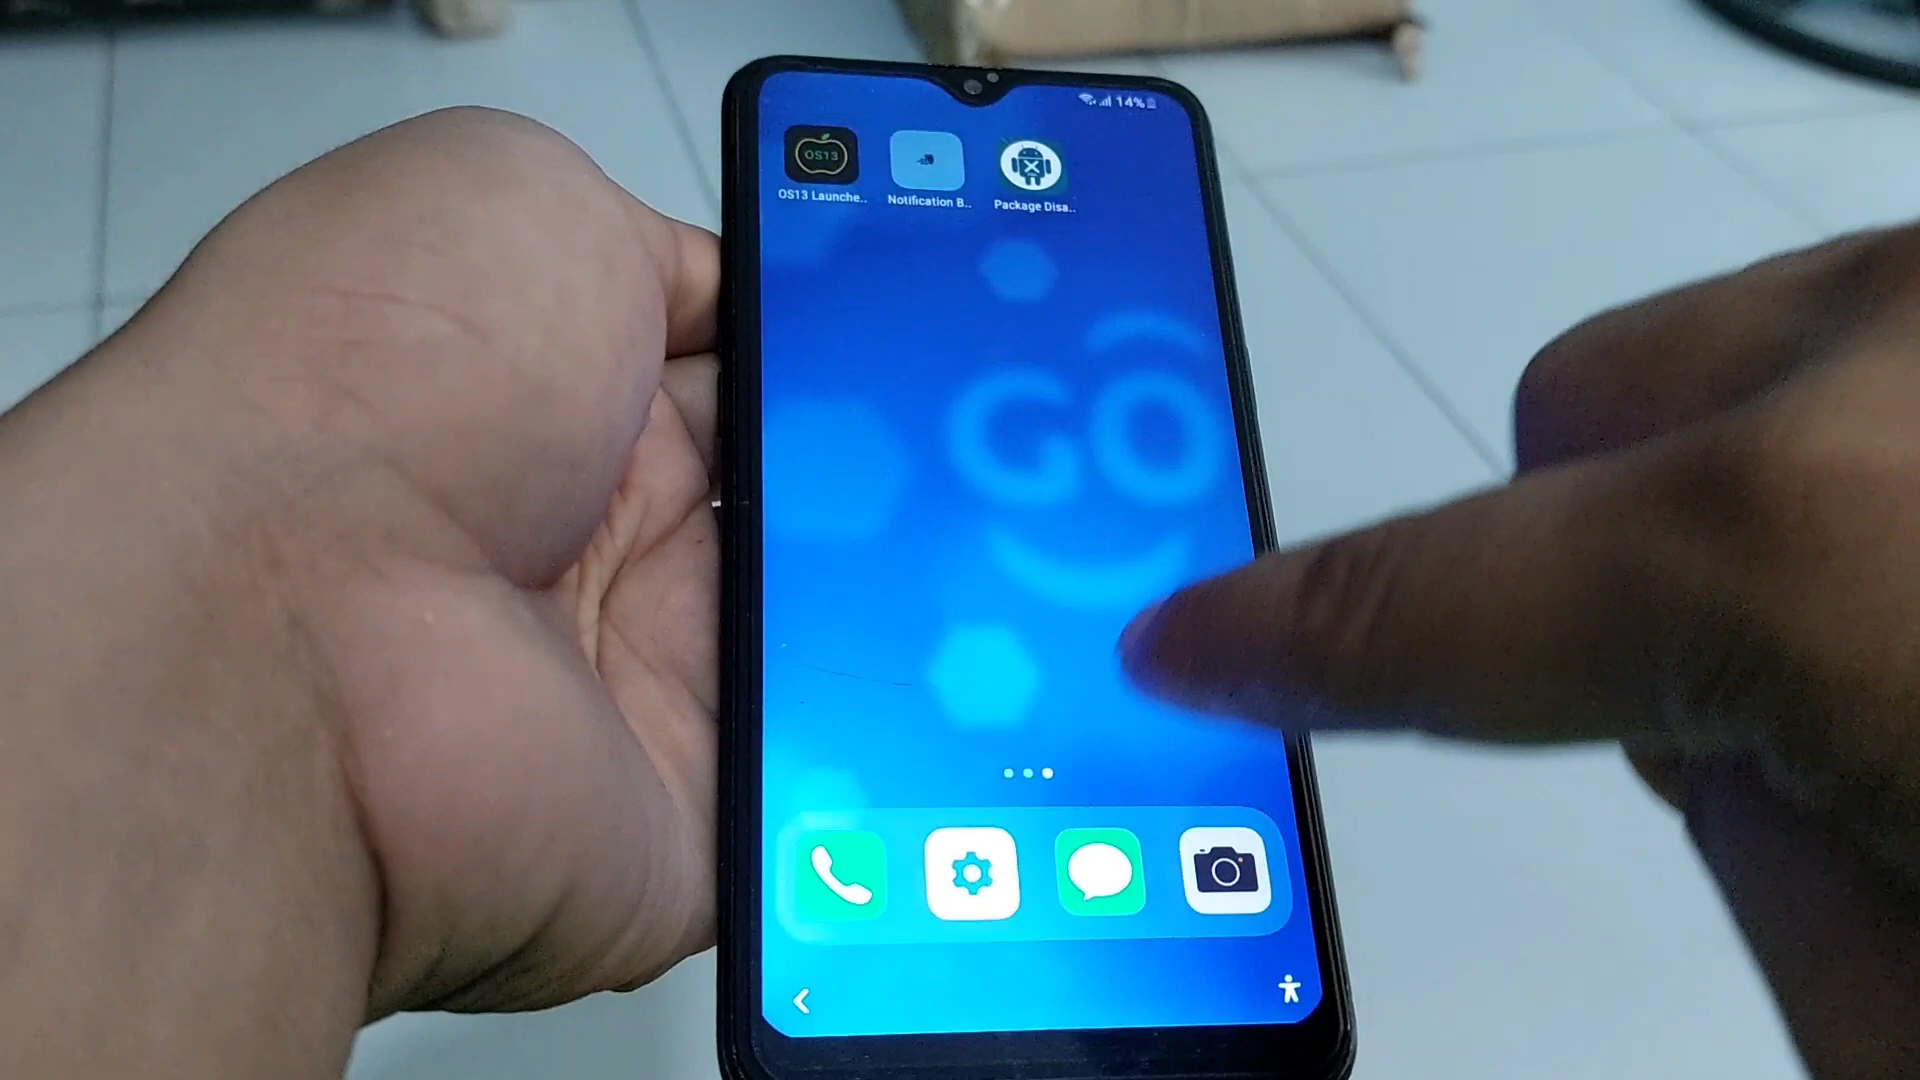 14%
OS13
OS13 Launche..
Notification B..
Package Disa..
GO